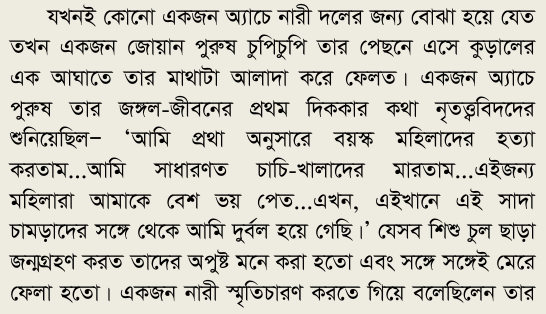 যখনই কোনো একজন অ্যাচে নারী দলের জন্য বোঝা হয়ে যেত
তখন একজন জোয়ান পুরুষ চুপিচুপি তার পেছনে এসে কুড়ালের
এক আঘাতে তার মাথাটা আলাদা করে ফেলত। একজন অ্যাচে
পুরুষ তার জঙ্গল-জীবনের প্রথম দিককার কথা নৃতত্ত্ববিদদের
শুনিয়েছিল– ‘আমি প্রথা অনুসারে বয়স্ক মহিলাদের হত্যা
করতাম...আমি সাধারণত চাচি-খালাদের মারতাম...এইজন্য
মহিলারা আমাকে বেশ ভয় পেত...এখন, এইখানে এই সাদা
চামড়াদের সঙ্গে থেকে আমি দুর্বল হয়ে গেছি।’ যেসব শিশু চুল ছাড়া
জন্মগ্রহণ করত তাদের অপুষ্ট মনে করা হতো এবং সঙ্গে সঙ্গেই মেরে
ফেলা হতো। একজন নারী স্মৃতিচারণ করতে গিয়ে বলেছিলেন তার